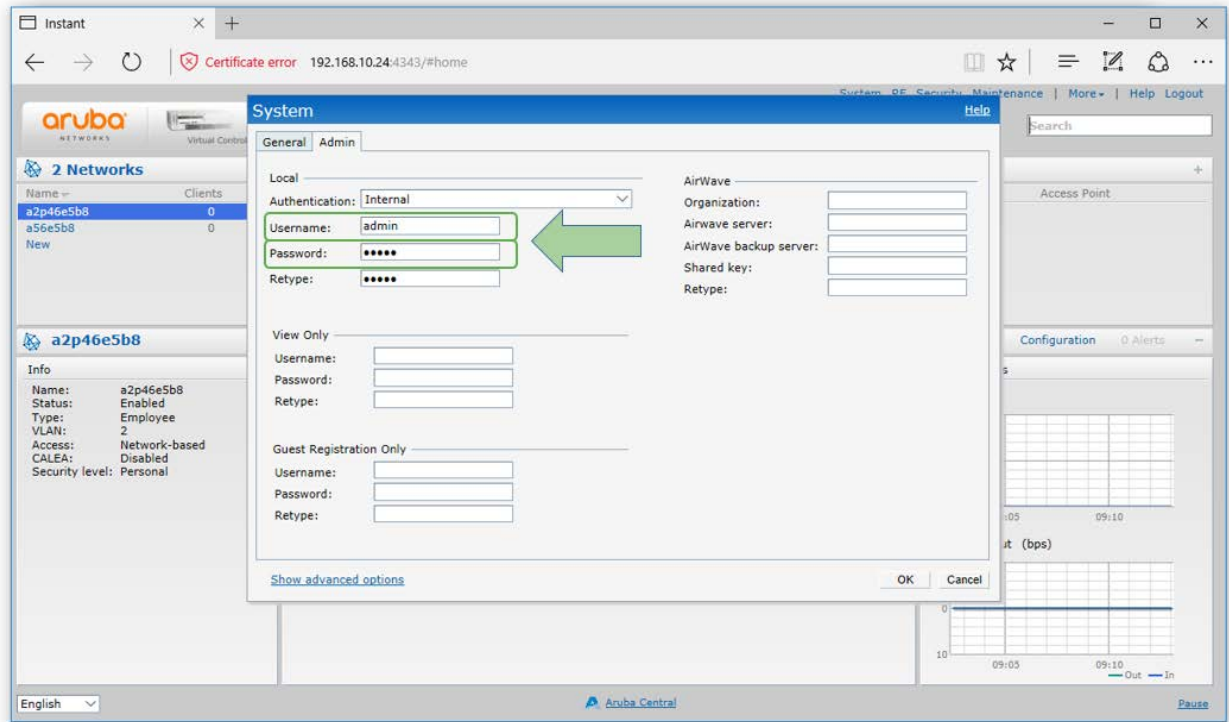 Instant
Certificate error 192.168.10.24:4343/#home
System RF Security Maintenance | More | Help Logout
aruba
NETWORKS
Virtual Control
Search
System
Help
General Admin
2 Networks
Name Clients
a2p46e5b8 0
a56e5b8 0
New
Access Point
Local
Authentication: Internal
Username: admin
Password: •••••
Retype: •••••
AirWave
Organization:
Airwave server:
AirWave backup server:
Shared key:
Retype:
View Only
Username:
Password:
Retype:
Guest Registration Only
Username:
Password:
Retype:
Show advanced options
OK Cancel
a2p46e5b8
Configuration 0 Alerts
Info
s
Name: a2p46e5b8
Status: Enabled
Type: Employee
VLAN: 2
Access: Network-based
CALEA: Disabled
Security level: Personal
:05 09:10
(bps)
0
10
09:05 09:10
Out In
English
Aruba Central
Pause